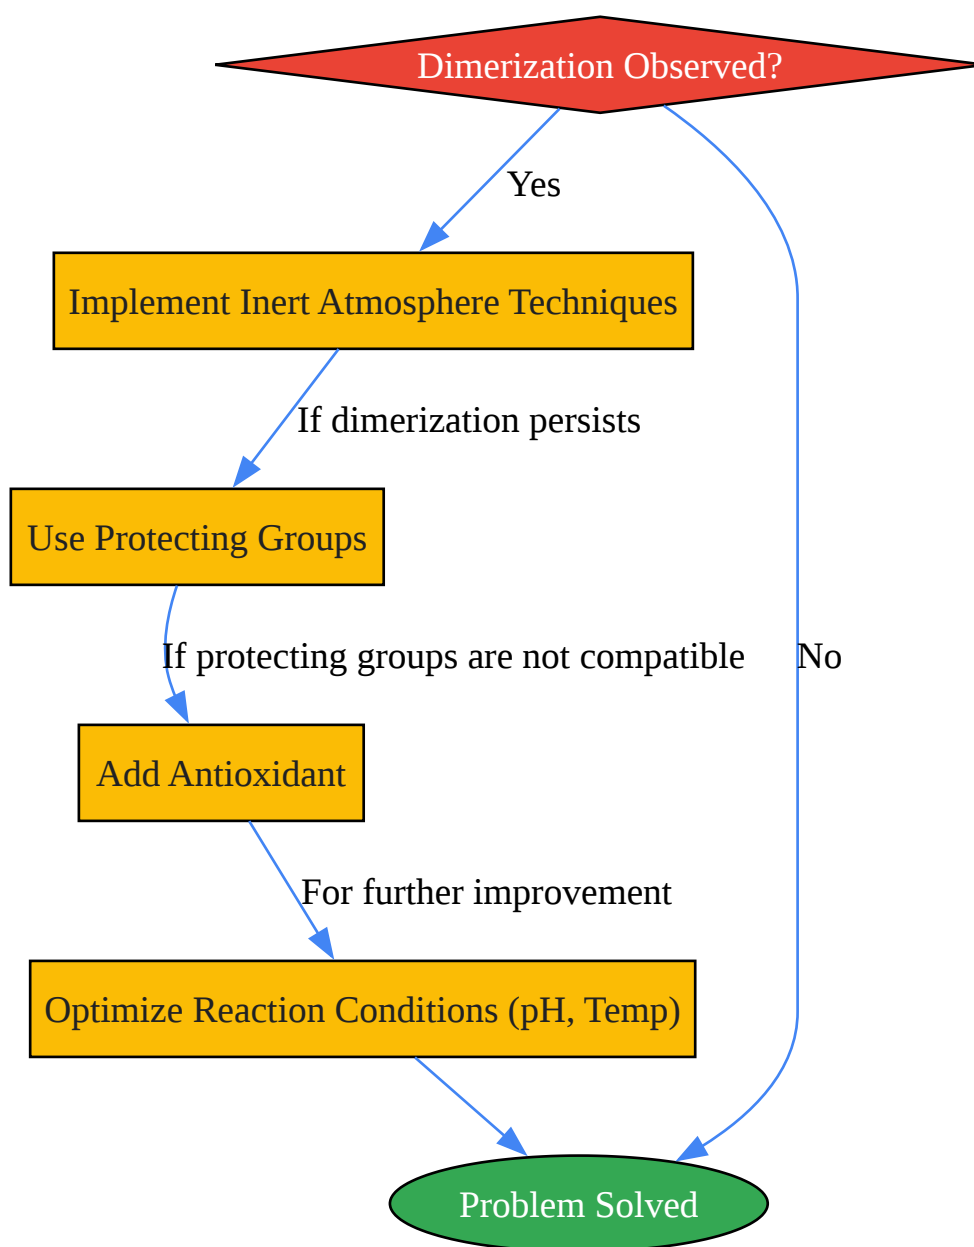 Dimerization Observed?
Yes
Implement Inert Atmosphere Techniques
If dimerization persists
Use Protecting Groups
If protecting groups are not compatible
No
Add Antioxidant
For further improvement
Optimize Reaction Conditions (pH, Temp)
Problem Solved